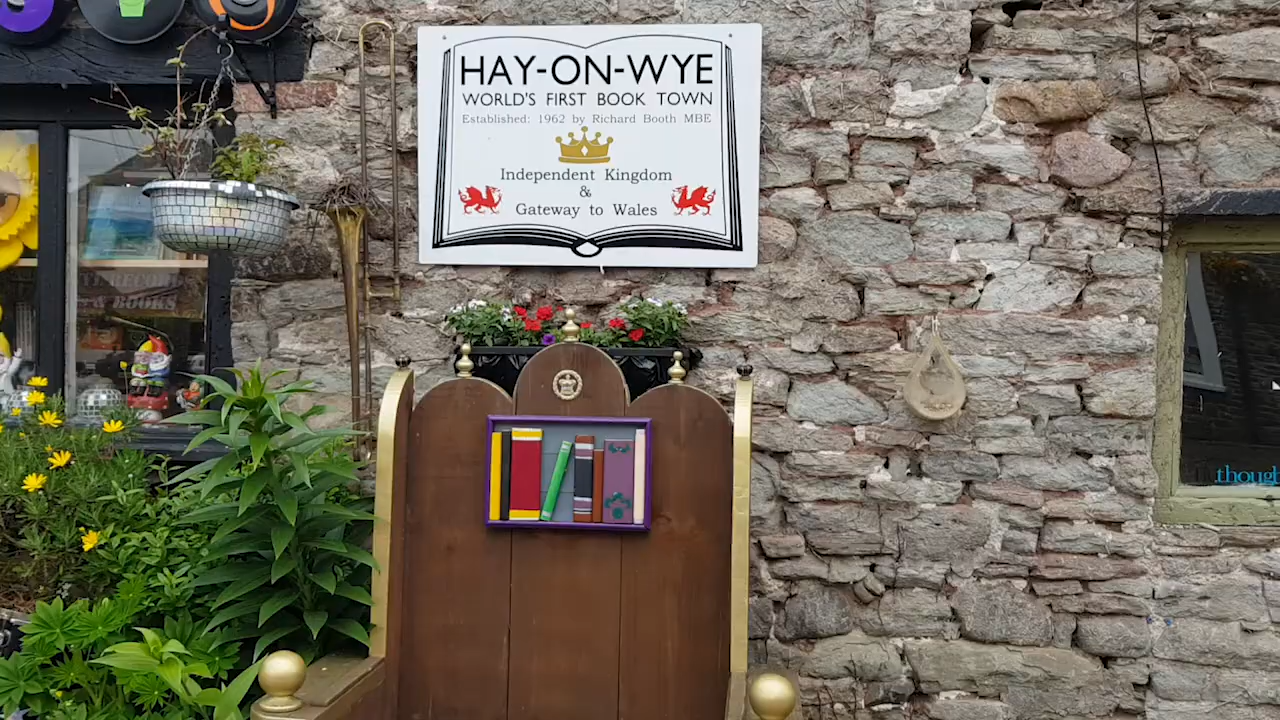 HAY-ON-WYE
WORLD'S FIRST BOOK TOWN
Established: 1962 by Richard Booth MBE
Independent Kingdom
&
Gateway to Wales
& BOOKS
though